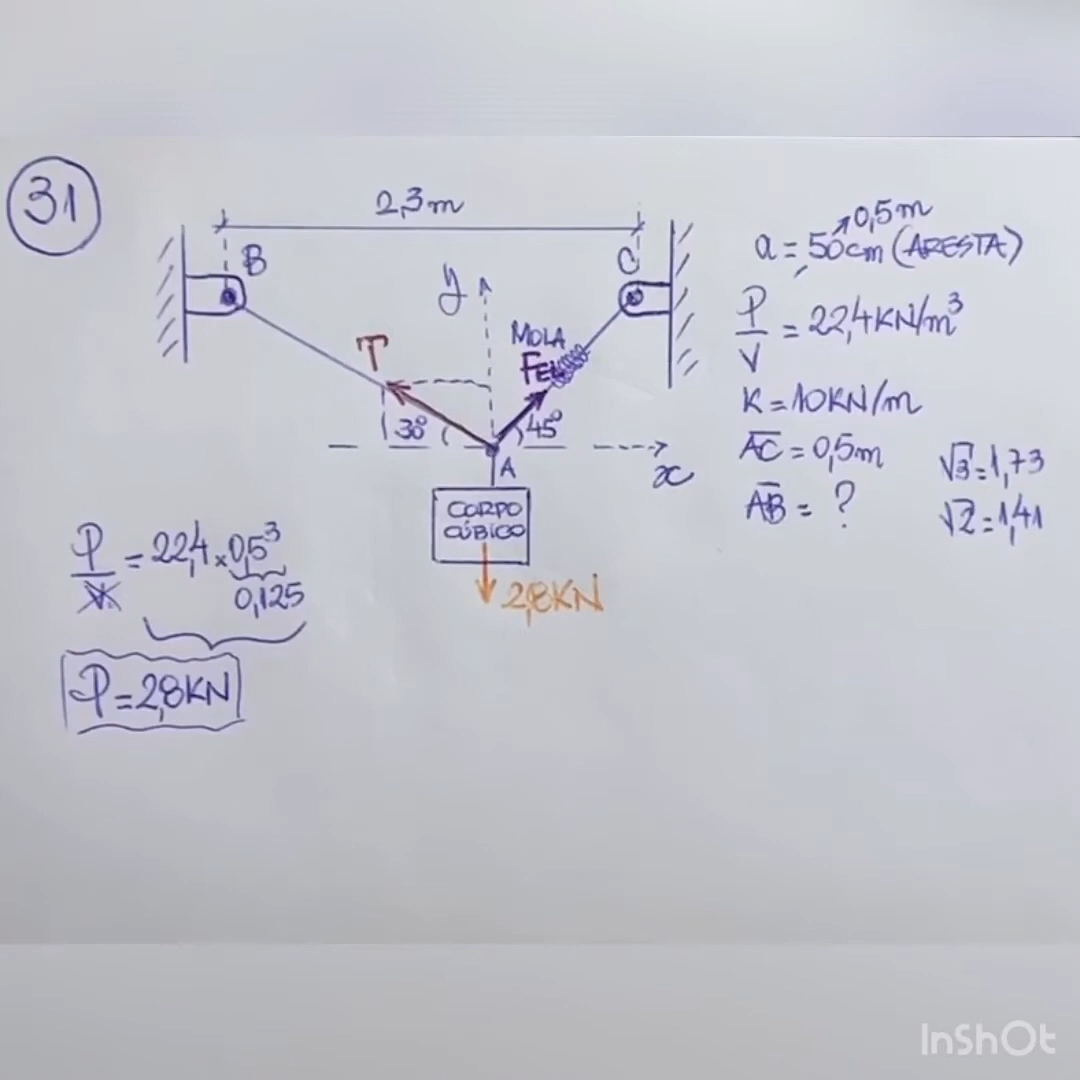 31
2,3m
B
C
y
MOLA
T
FEL
30°
45°
A
x
CORPO
CÚBICO
2,8KN
a = 50cm (ARESTA)
0,5m
P/V = 22,4KN/m³
K = 10KN/m
AC = 0,5m
AB = ?
√3 = 1,73
√2 = 1,41
P/V = 22,4 × 0,5³
0,125
P = 2,8KN
InShOt